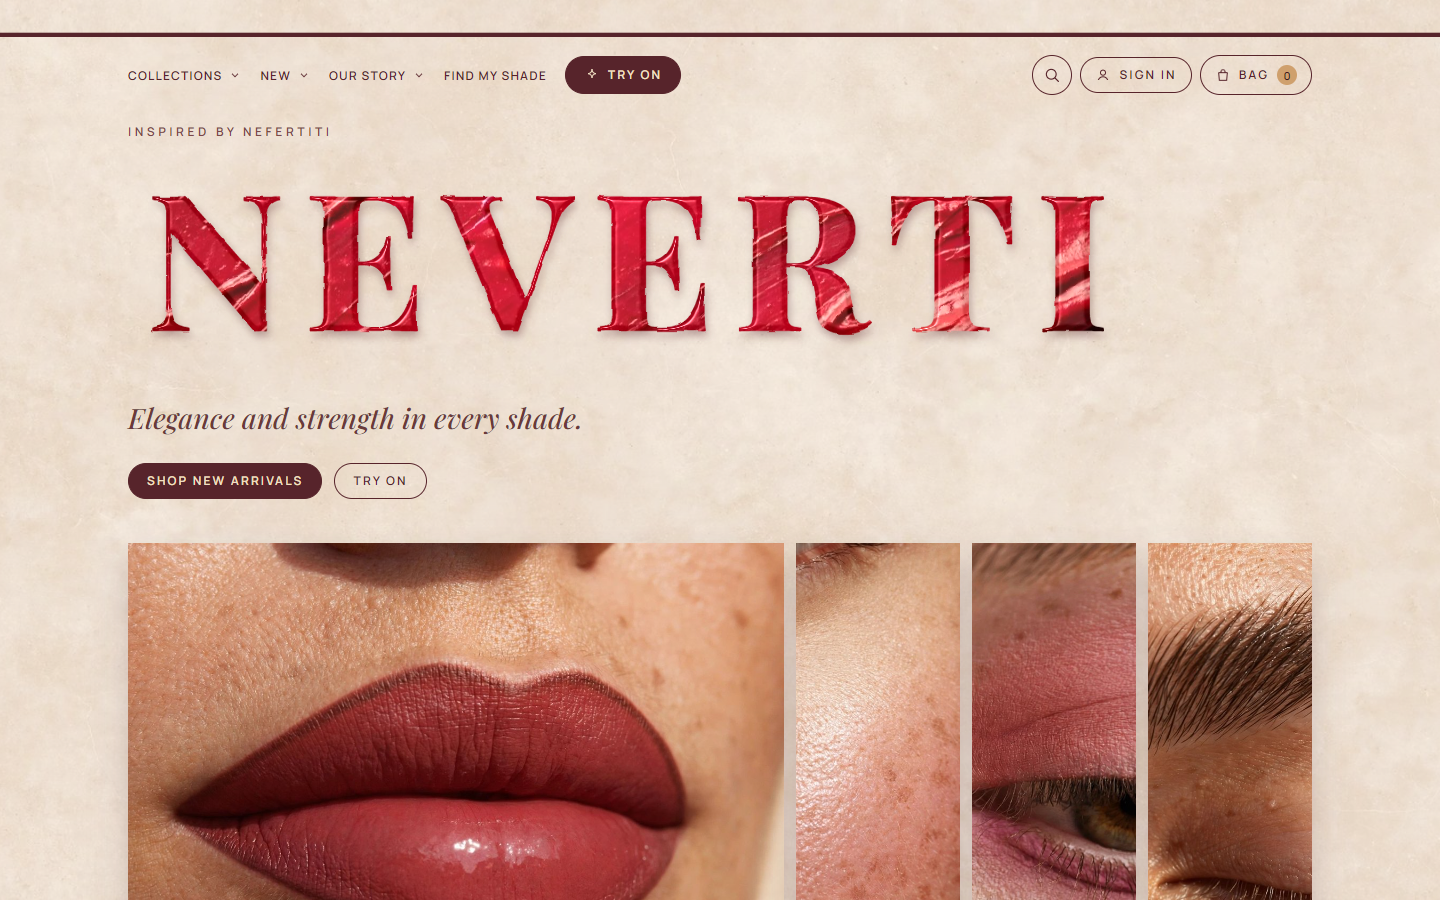 COLLECTIONS NEW OUR STORY FIND MY SHADE TRY ON SIGN IN BAG 0
INSPIRED BY NEFERTITI
NEVERTI
Elegance and strength in every shade.
SHOP NEW ARRIVALS TRY ON